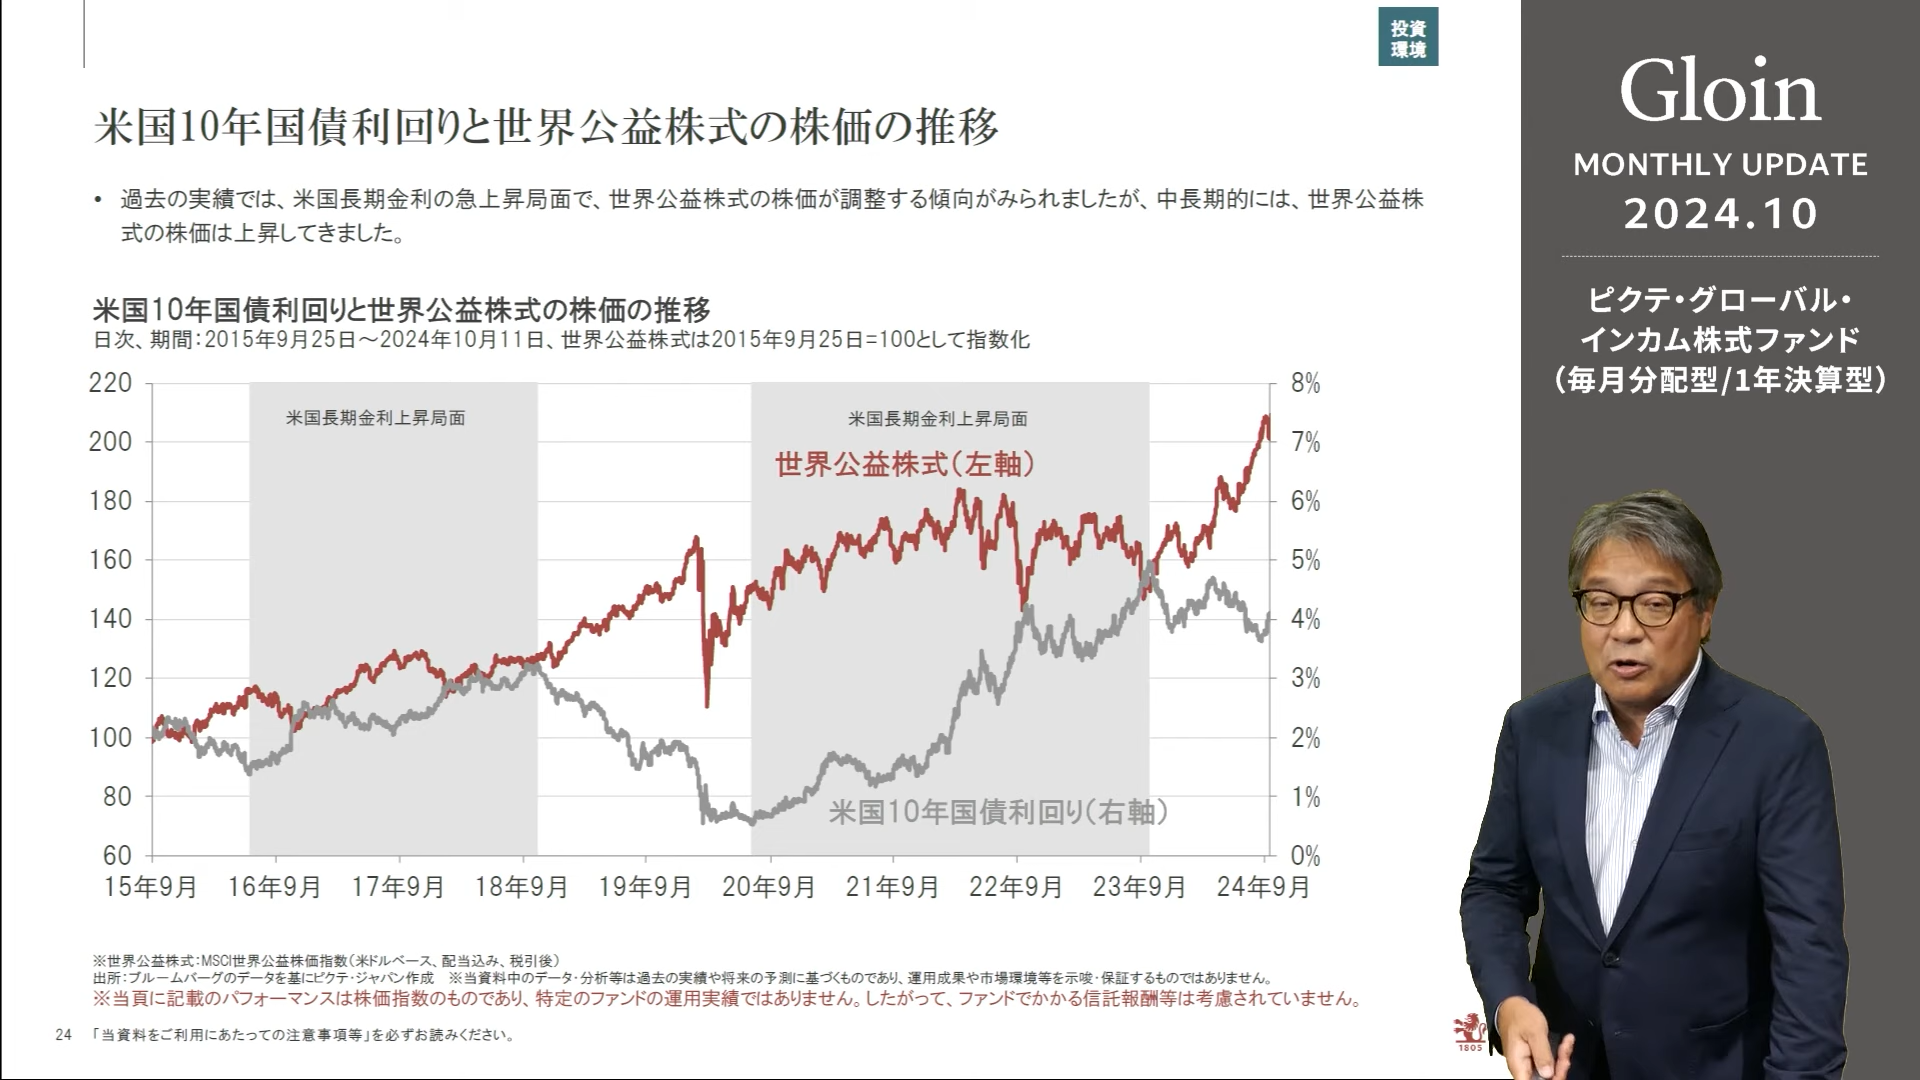 投資
環境
米国10年国債利回りと世界公益株式の株価の推移
• 過去の実績では、米国長期金利の急上昇局面で、世界公益株式の株価が調整する傾向がみられましたが、中長期的には、世界公益株
式の株価は上昇してきました。
米国10年国債利回りと世界公益株式の株価の推移
日次、期間：2015年9月25日～2024年10月11日、世界公益株式は2015年9月25日=100として指数化
220
200
180
160
140
120
100
80
60
8%
7%
6%
5%
4%
3%
2%
1%
0%
米国長期金利上昇局面
米国長期金利上昇局面
世界公益株式（左軸）
米国10年国債利回り（右軸）
15年9月 16年9月 17年9月 18年9月 19年9月 20年9月 21年9月 22年9月 23年9月 24年9月
※世界公益株式：MSCI世界公益株価指数（米ドルベース、配当込み、税引後）
出所：ブルームバーグのデータを基にピクテ・ジャパン作成 ※当資料中のデータ・分析等は過去の実績や将来の予測に基づくものであり、運用成果や市場環境等を示唆・保証するものではありません。
※当頁に記載のパフォーマンスは株価指数のものであり、特定のファンドの運用実績ではありません。したがって、ファンドでかかる信託報酬等は考慮されていません。
24 「当資料をご利用にあたっての注意事項等」を必ずお読みください。
1805
Gloin
MONTHLY UPDATE
2024.10
ピクテ・グローバル・
インカム株式ファンド
（毎月分配型/1年決算型）